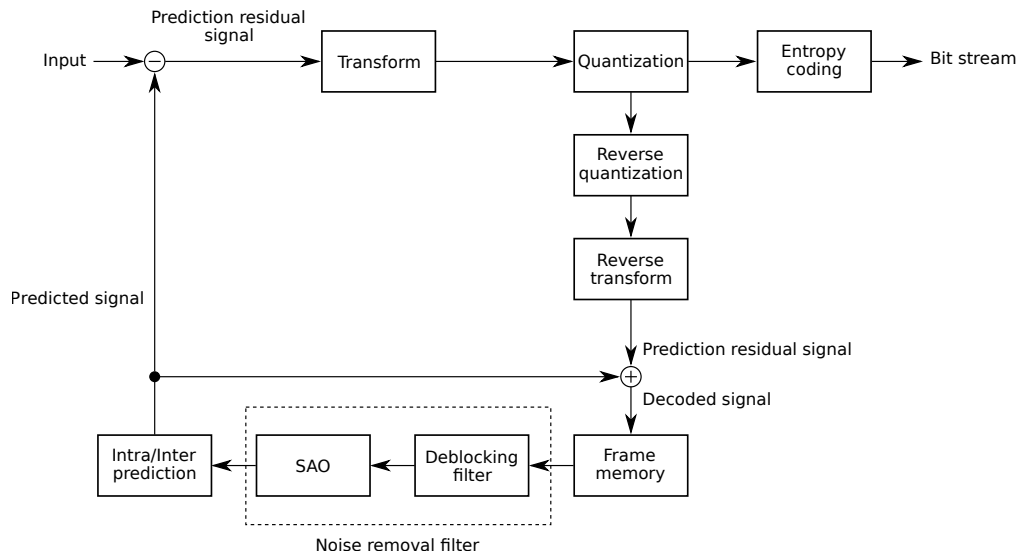 Prediction residual
signal
Input
−
Transform
Quantization
Entropy
coding
Bit stream
Reverse
quantization
Reverse
transform
Predicted signal
Prediction residual signal
+
Decoded signal
Intra/Inter
prediction
SAO
Deblocking
filter
Frame
memory
Noise removal filter